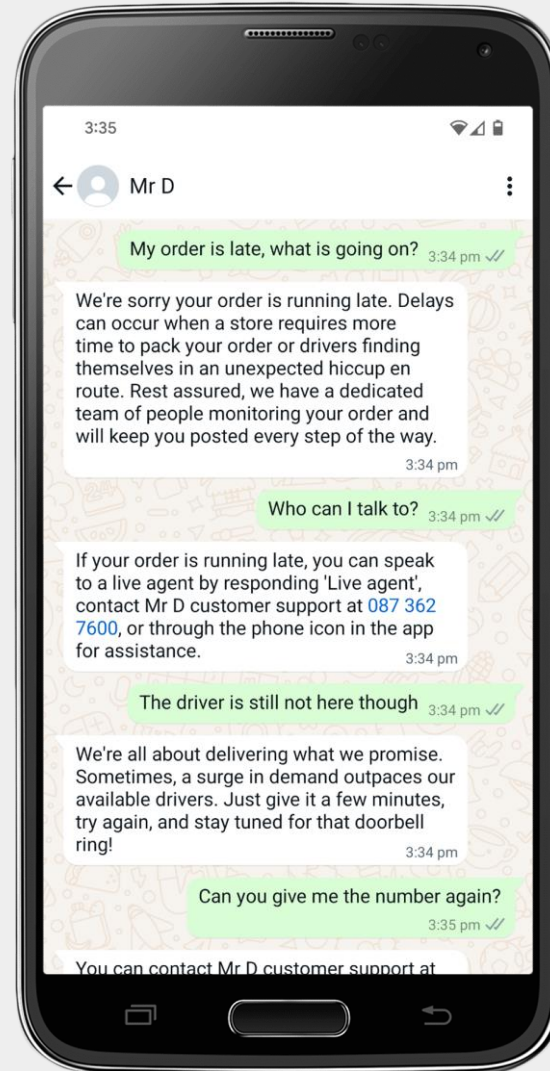 3:35
Mr D
My order is late, what is going on?
3:34 pm
We're sorry your order is running late. Delays
can occur when a store requires more
time to pack your order or drivers finding
themselves in an unexpected hiccup en
route. Rest assured, we have a dedicated
team of people monitoring your order and
will keep you posted every step of the way.
3:34 pm
Who can I talk to?
3:34 pm
If your order is running late, you can speak
to a live agent by responding 'Live agent',
contact Mr D customer support at 087 362
7600, or through the phone icon in the app
for assistance.
3:34 pm
The driver is still not here though
3:34 pm
We're all about delivering what we promise.
Sometimes, a surge in demand outpaces our
available drivers. Just give it a few minutes,
try again, and stay tuned for that doorbell
ring!
3:34 pm
Can you give me the number again?
3:35 pm
You can contact Mr D customer support at